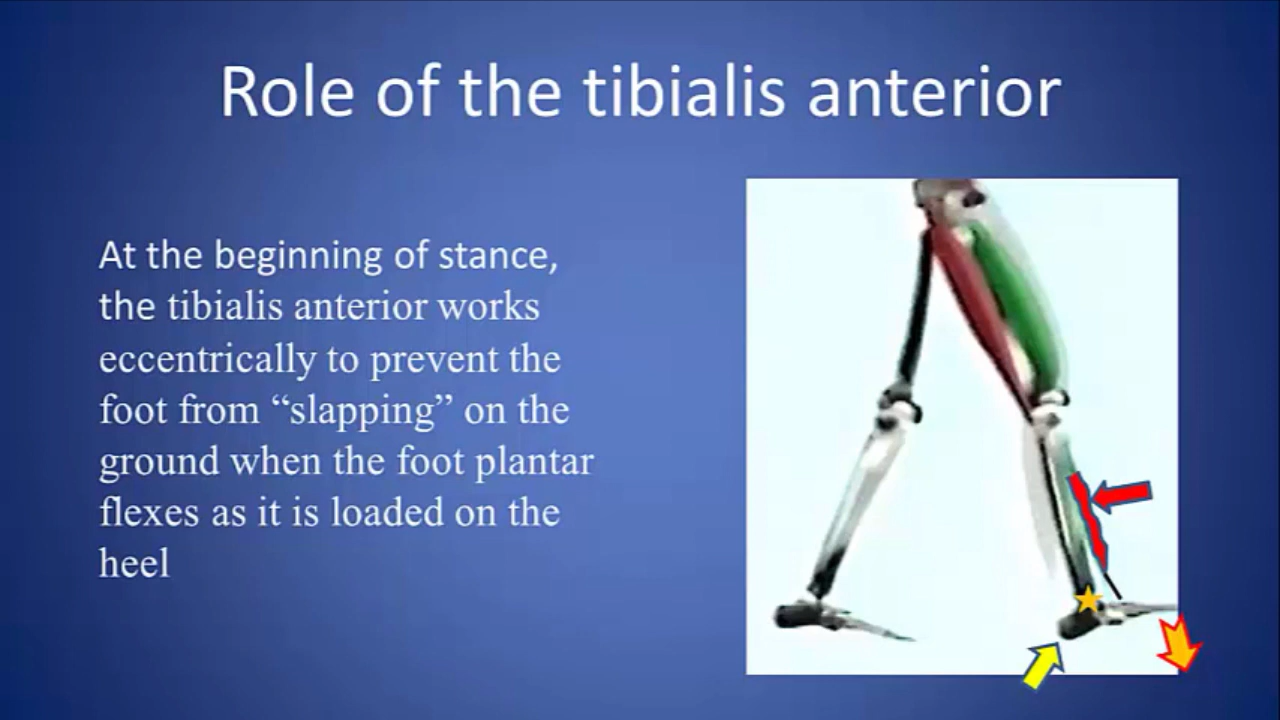 Role of the tibialis anterior
At the beginning of stance,
the tibialis anterior works
eccentrically to prevent the
foot from “slapping” on the
ground when the foot plantar
flexes as it is loaded on the
heel